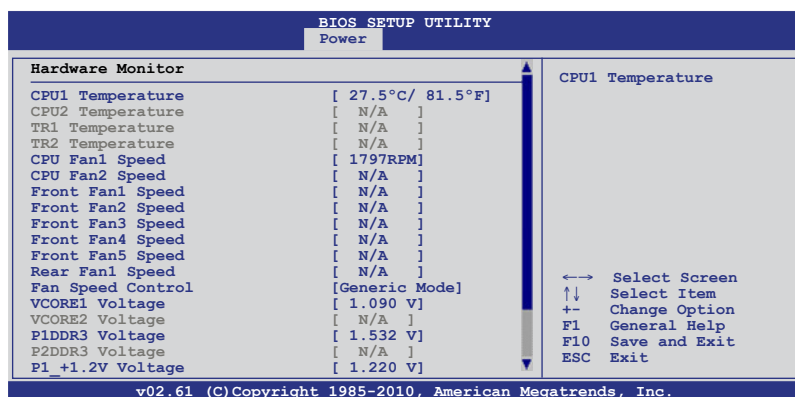 BIOS SETUP UTILITY
Power
Hardware Monitor
CPU1 Temperature [ 27.5°C/ 81.5°F]
CPU2 Temperature [ N/A ]
TR1 Temperature [ N/A ]
TR2 Temperature [ N/A ]
CPU Fan1 Speed [ 1797RPM]
CPU Fan2 Speed [ N/A ]
Front Fan1 Speed [ N/A ]
Front Fan2 Speed [ N/A ]
Front Fan3 Speed [ N/A ]
Front Fan4 Speed [ N/A ]
Front Fan5 Speed [ N/A ]
Rear Fan1 Speed [ N/A ]
Fan Speed Control [Generic Mode]
VCORE1 Voltage [ 1.090 V]
VCORE2 Voltage [ N/A ]
P1DDR3 Voltage [ 1.532 V]
P2DDR3 Voltage [ N/A ]
P1_+1.2V Voltage [ 1.220 V]
CPU1 Temperature
←→ Select Screen
↑↓ Select Item
+- Change Option
F1 General Help
F10 Save and Exit
ESC Exit
v02.61 (C)Copyright 1985-2010, American Megatrends, Inc.